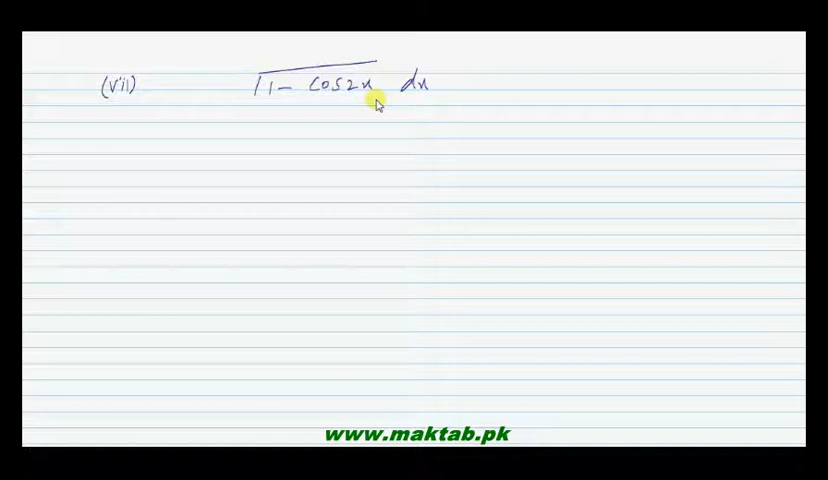 (vii) √1 - cos2x dx
www.maktab.pk